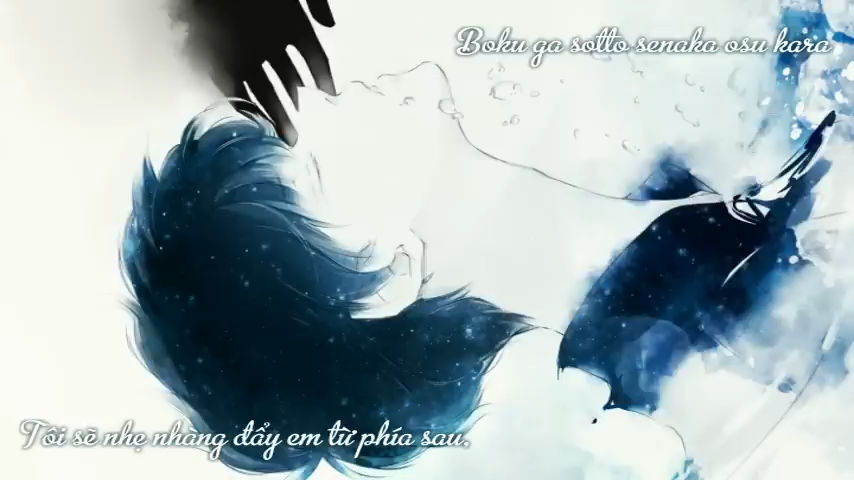 Boku ga sotto senaka osu kara
Tôi sẽ nhẹ nhàng đẩy em từ phía sau,